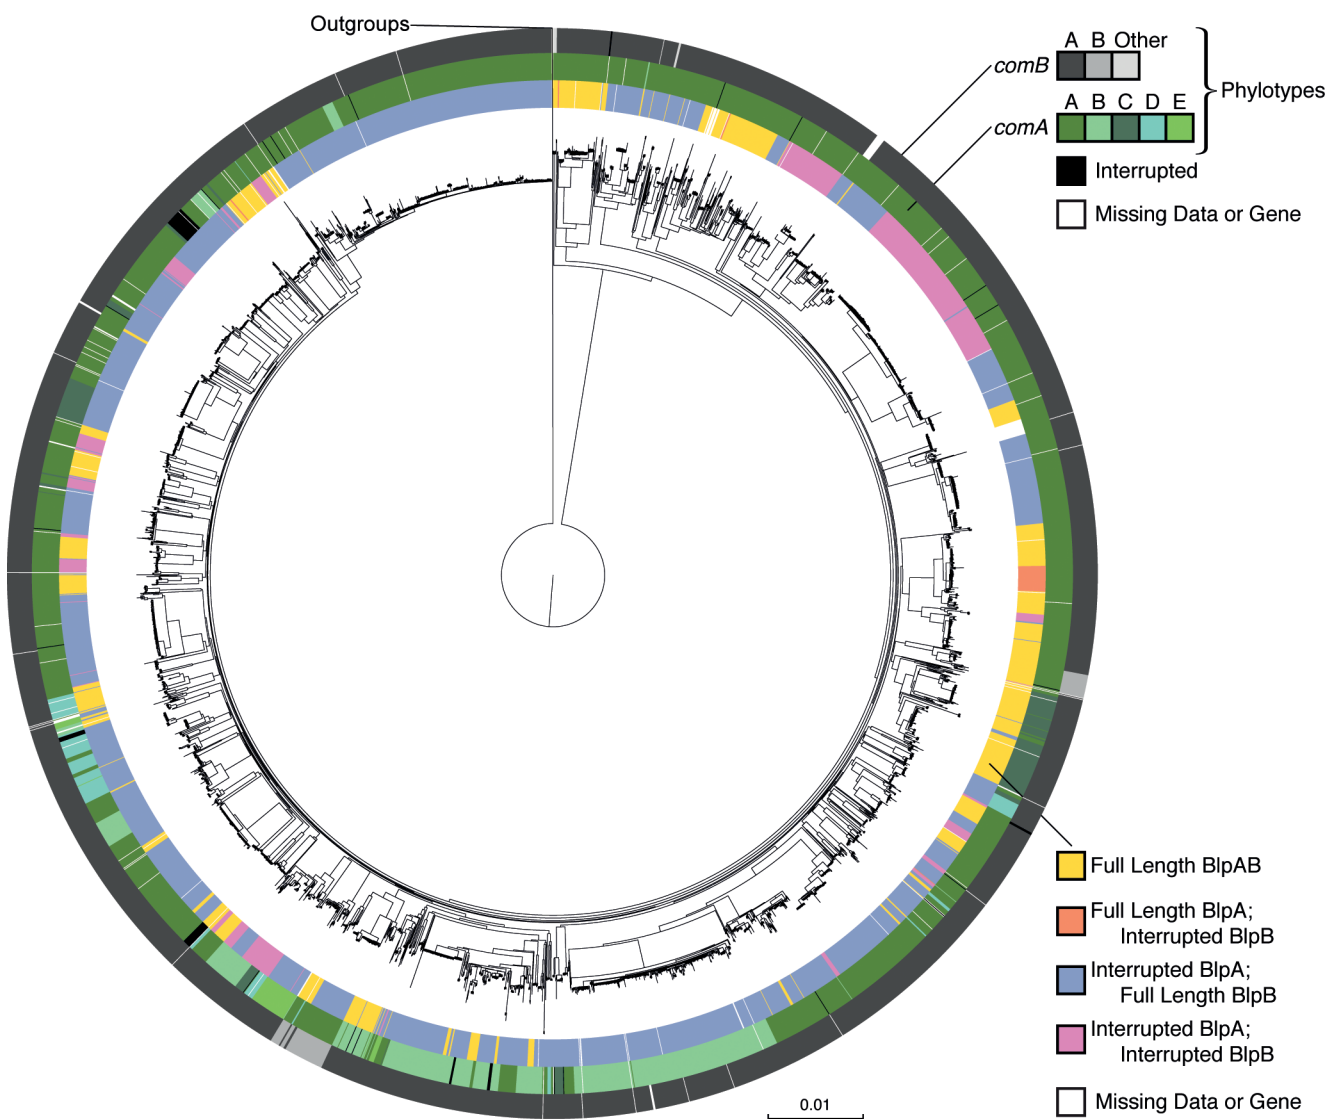 Outgroups
A B Other
comB
Phylotypes
A B C D E
comA
Interrupted
Missing Data or Gene
Full Length BlpAB
Full Length BlpA;
Interrupted BlpB
Interrupted BlpA;
Full Length BlpB
Interrupted BlpA;
Interrupted BlpB
Missing Data or Gene
0.01